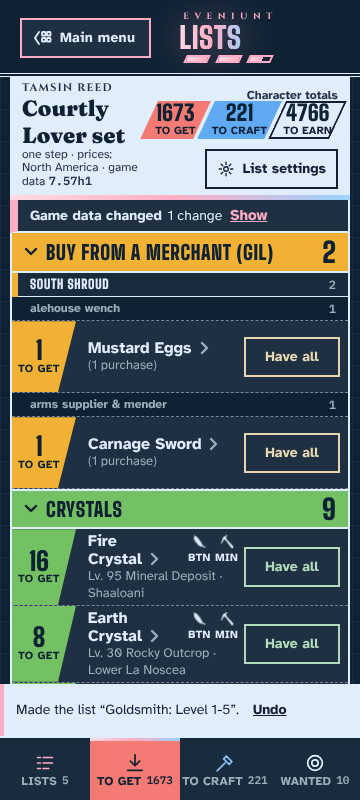 Main menu
EVENIUNT
LISTS
TAMSIN REED
Courtly
Lover set
one step · prices:
North America · game
data 7.57h1
Character totals
1673
TO GET
221
TO CRAFT
4766
TO EARN
List settings
Game data changed 1 change Show
BUY FROM A MERCHANT (GIL) 2
SOUTH SHROUD 2
alehouse wench 1
1
TO GET
Mustard Eggs
(1 purchase)
Have all
arms supplier & mender 1
1
TO GET
Carnage Sword
(1 purchase)
Have all
CRYSTALS 9
16
TO GET
Fire
Crystal
BTN MIN
Lv. 95 Mineral Deposit ·
Shaaloani
Have all
8
TO GET
Earth
Crystal
BTN MIN
Lv. 30 Rocky Outcrop ·
Lower La Noscea
Have all
Made the list “Goldsmith: Level 1-5”. Undo
LISTS 5
TO GET 1673
TO CRAFT 221
WANTED 10